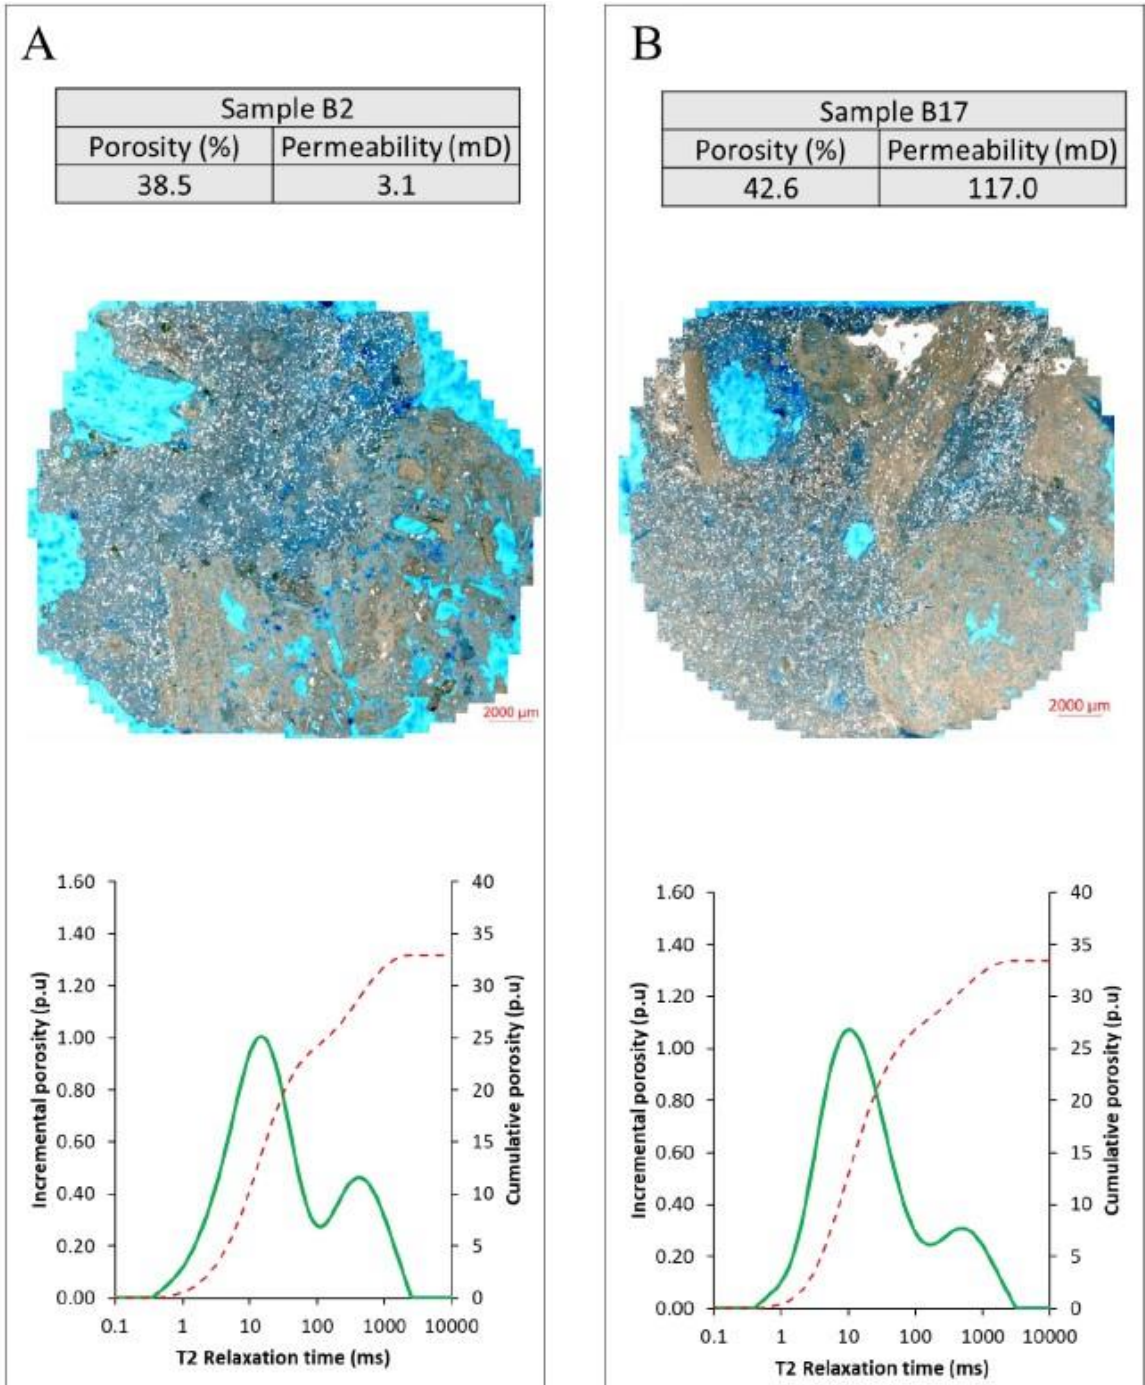 A
Sample B2
Porosity (%) Permeability (mD)
38.5 3.1
2000 µm
1.60
1.40
1.20
1.00
0.80
0.60
0.40
0.20
0.00
Incremental porosity (p.u)
40
35
30
25
20
15
10
5
0
Cumulative porosity (p.u)
0.1 1 10 100 1000 10000
T2 Relaxation time (ms)
B
Sample B17
Porosity (%) Permeability (mD)
42.6 117.0
2000 µm
1.60
1.40
1.20
1.00
0.80
0.60
0.40
0.20
0.00
Incremental porosity (p.u)
40
35
30
25
20
15
10
5
0
Cumulative porosity (p.u)
0.1 1 10 100 1000 10000
T2 Relaxation time (ms)